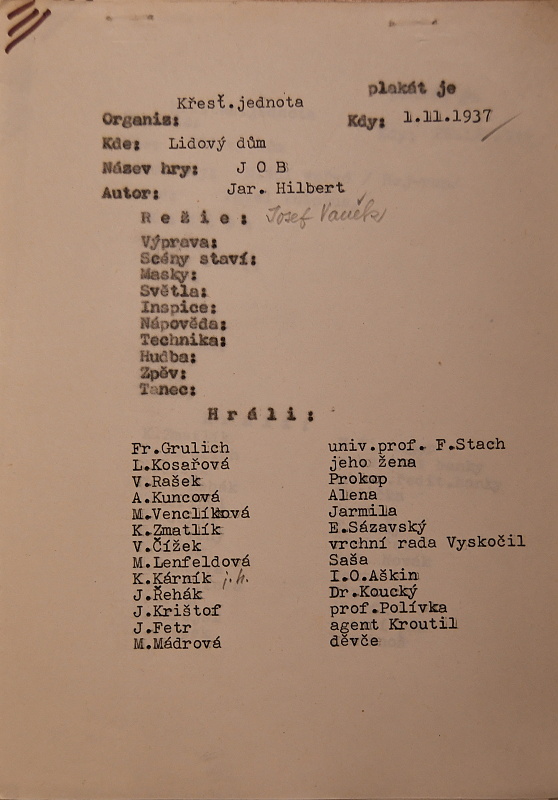 plakát je
Křesť.jednota
Organis: Kdy: 1.11.1937
Kde: Lidový dům
Název hry: J O B
Autor: Jar. Hilbert
R e ž i e : Josef Vaněk
Výprava:
Scény staví:
Masky:
Světla:
Inspice:
Nápověda:
Technika:
Hudba:
Zpěv:
Tanec:
H r á l i :
Fr.Grulich univ.prof. F.Stach
L.Kosařová jeho žena
V.Rašek Prokop
A.Kuncová Alena
M.Venclíková Jarmila
K.Zmatlík E.Sázavský
V.Čížek vrchní rada Vyskočil
M.Lenfeldová Saša
K.Kárník j.h. I.O.Aškin
J.Řehák Dr.Koucký
J.Krištof prof.Polívka
J.Fetr agent Kroutil
M.Mádrová děvče